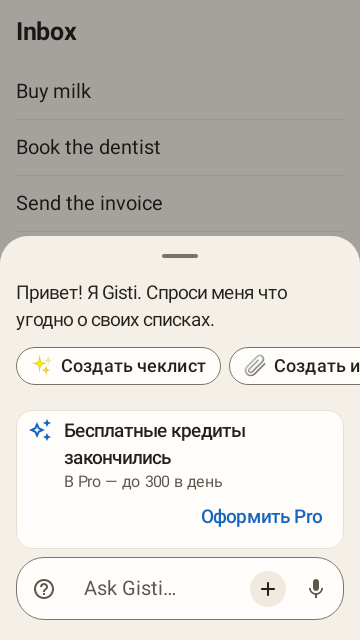 Inbox
Buy milk
Book the dentist
Send the invoice
Привет! Я Gisti. Спроси меня что
угодно о своих списках.
Создать чеклист
Создать и
Бесплатные кредиты
закончились
В Pro — до 300 в день
Оформить Pro
Ask Gisti...